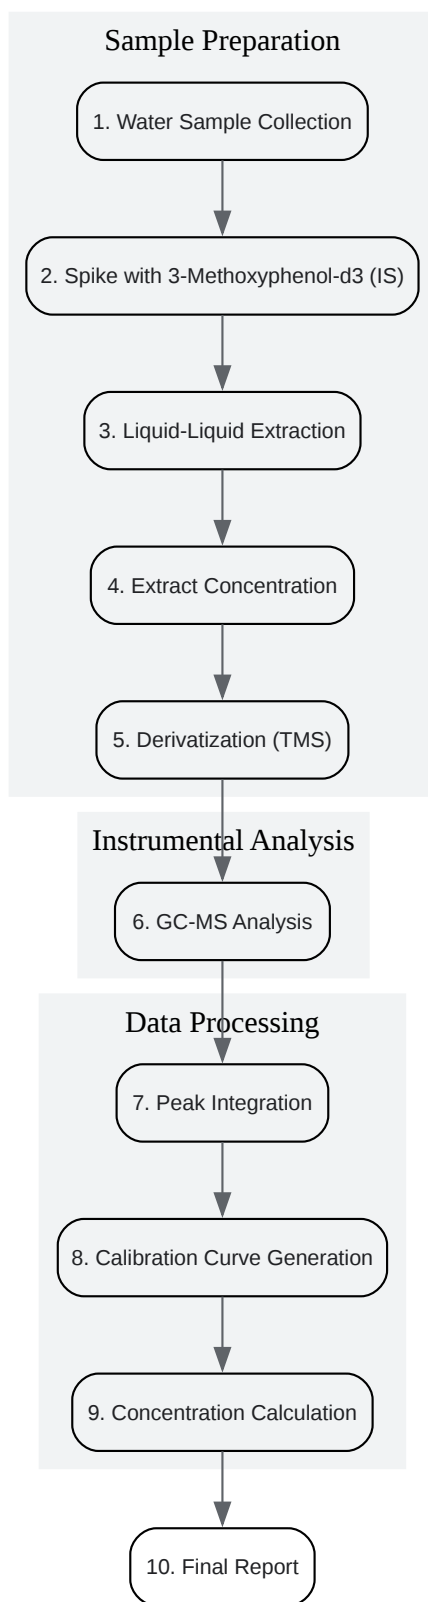 Sample Preparation
1. Water Sample Collection
2. Spike with 3-Methoxyphenol-d3 (IS)
3. Liquid-Liquid Extraction
4. Extract Concentration
5. Derivatization (TMS)
Instrumental Analysis
6. GC-MS Analysis
Data Processing
7. Peak Integration
8. Calibration Curve Generation
9. Concentration Calculation
10. Final Report